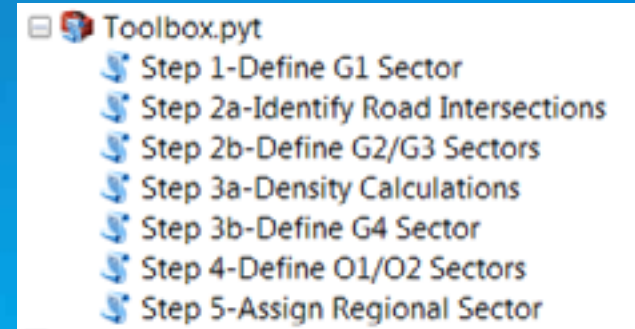 Toolbox.pyt
Step 1-Define G1 Sector
Step 2a-Identify Road Intersections
Step 2b-Define G2/G3 Sectors
Step 3a-Density Calculations
Step 3b-Define G4 Sector
Step 4-Define O1/O2 Sectors
Step 5-Assign Regional Sector